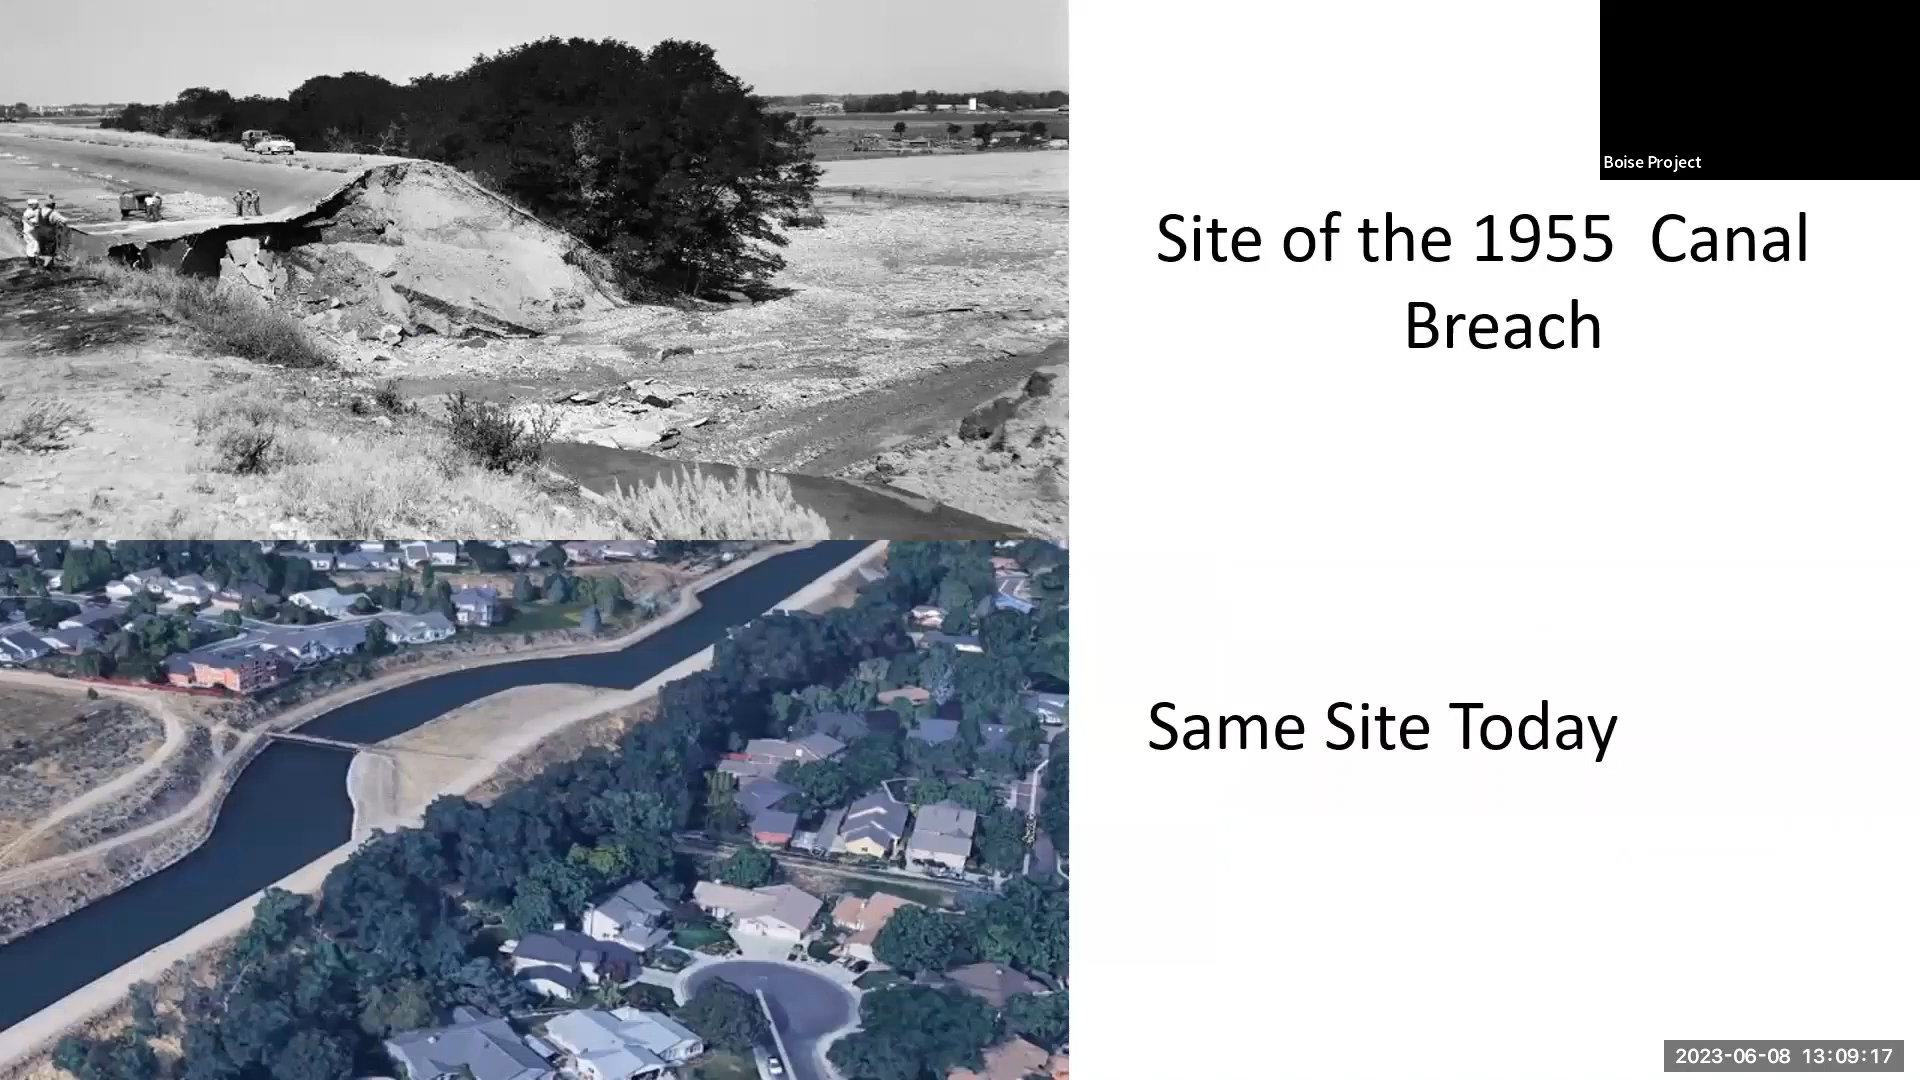 Boise Project
Site of the 1955  Canal
Breach
Same Site Today
2023-06-08 13:09:17